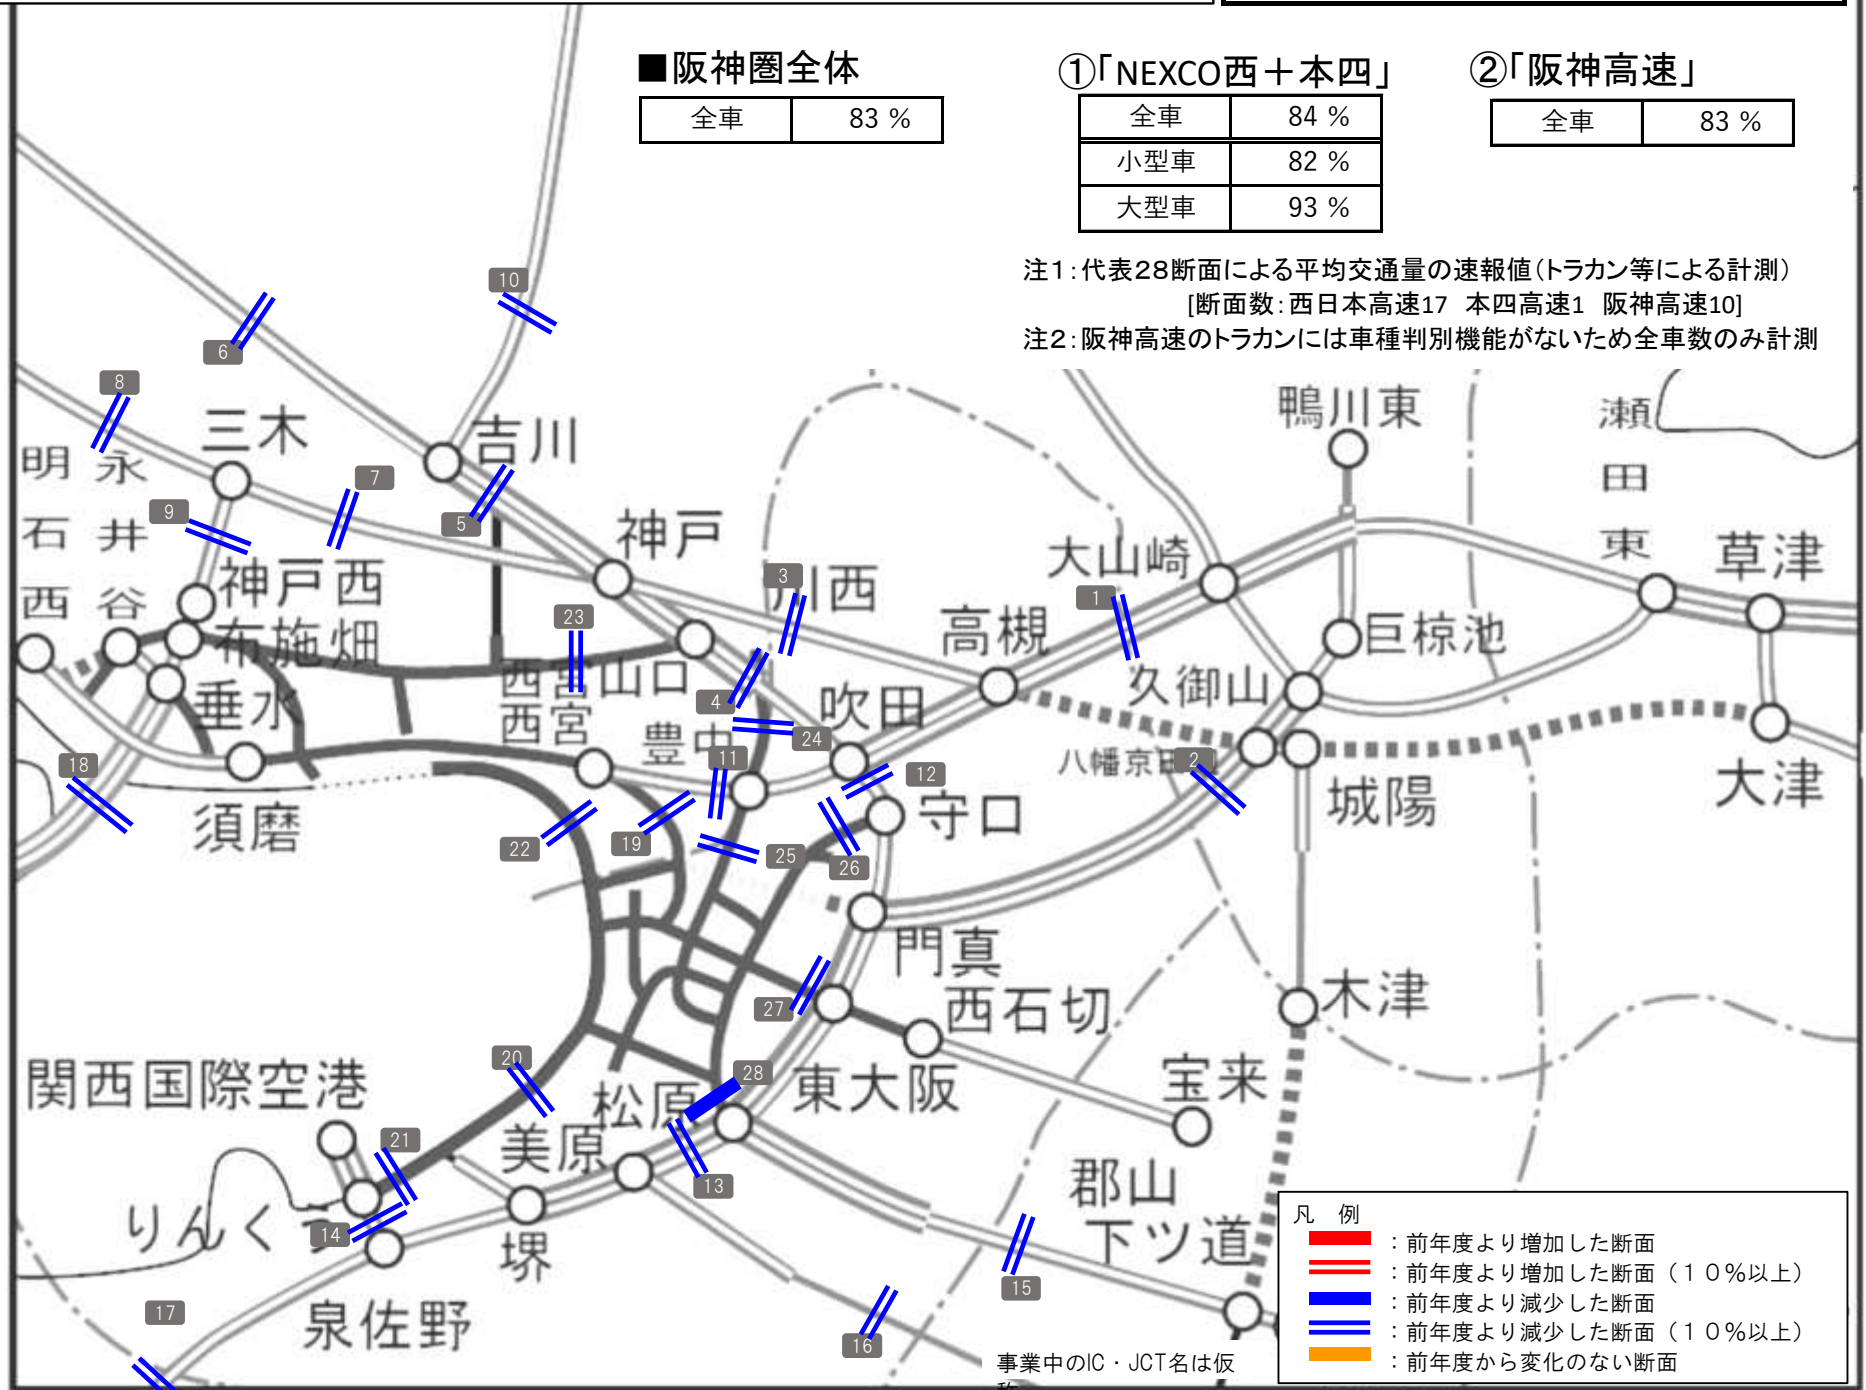 ■阪神圏全体
全車 83 %
①「NEXCO西＋本四」
全車 84 %
小型車 82 %
大型車 93 %
②「阪神高速」
全車 83 %
注1：代表28断面による平均交通量の速報値（トラカン等による計測）
[断面数：西日本高速17 本四高速1 阪神高速10]
注2：阪神高速のトラカンには車種判別機能がないため全車数のみ計測
10
6
8
三木
吉川
鴨川東
瀬田東
明石西
永井谷
7
9
5
神戸
大山崎
草津
神戸西
3
川西
1
高槻
巨椋池
23
布施畑
西宮山口
久御山
垂水
西宮
4
吹田
豊中
24
11
八幡京田辺
2
18
12
大津
須磨
守口
城陽
22
19
25
26
門真
27
西石切
木津
関西国際空港
20
松原
28
東大阪
宝来
21
美原
13
郡山
下ツ道
りんくう
14
堺
15
17
泉佐野
16
事業中のIC・JCT名は仮
称
凡 例
：前年度より増加した断面
：前年度より増加した断面（１０％以上）
：前年度より減少した断面
：前年度より減少した断面（１０％以上）
：前年度から変化のない断面